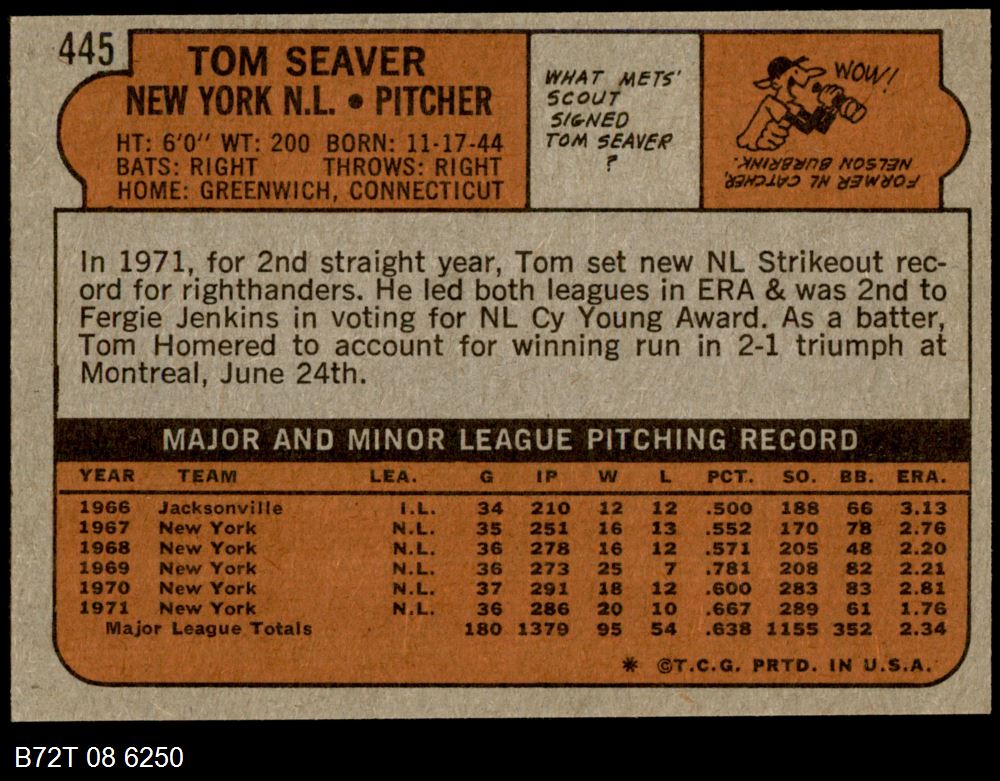 445
TOM SEAVER
NEW YORK N.L. • PITCHER
HT: 6'0" WT: 200 BORN: 11-17-44
BATS: RIGHT THROWS: RIGHT
HOME: GREENWICH, CONNECTICUT
WHAT METS'
SCOUT
SIGNED
TOM SEAVER
?
WOW!
FORMER NL CATCHER,
NELSON BURBRINK.
In 1971, for 2nd straight year, Tom set new NL Strikeout rec-
ord for righthanders. He led both leagues in ERA & was 2nd to
Fergie Jenkins in voting for NL Cy Young Award. As a batter,
Tom Homered to account for winning run in 2-1 triumph at
Montreal, June 24th.
MAJOR AND MINOR LEAGUE PITCHING RECORD
YEAR TEAM LEA. G IP W L PCT. SO. BB. ERA.
1966 Jacksonville I.L. 34 210 12 12 .500 188 66 3.13
1967 New York N.L. 35 251 16 13 .552 170 78 2.76
1968 New York N.L. 36 278 16 12 .571 205 48 2.20
1969 New York N.L. 36 273 25 7 .781 208 82 2.21
1970 New York N.L. 37 291 18 12 .600 283 83 2.81
1971 New York N.L. 36 286 20 10 .667 289 61 1.76
Major League Totals 180 1379 95 54 .638 1155 352 2.34
* ©T.C.G. PRTD. IN U.S.A.
B72T 08 6250